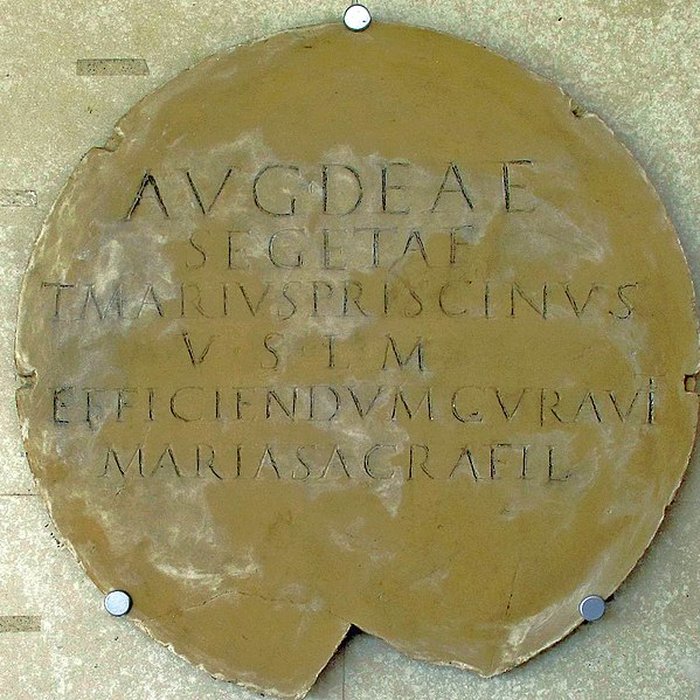 AVG DEAE
SEGETAE
T MARIVS PRISCINVS
V · S · L M
EFFICIENDVM CVRAVI
MARIA SACRA FIL